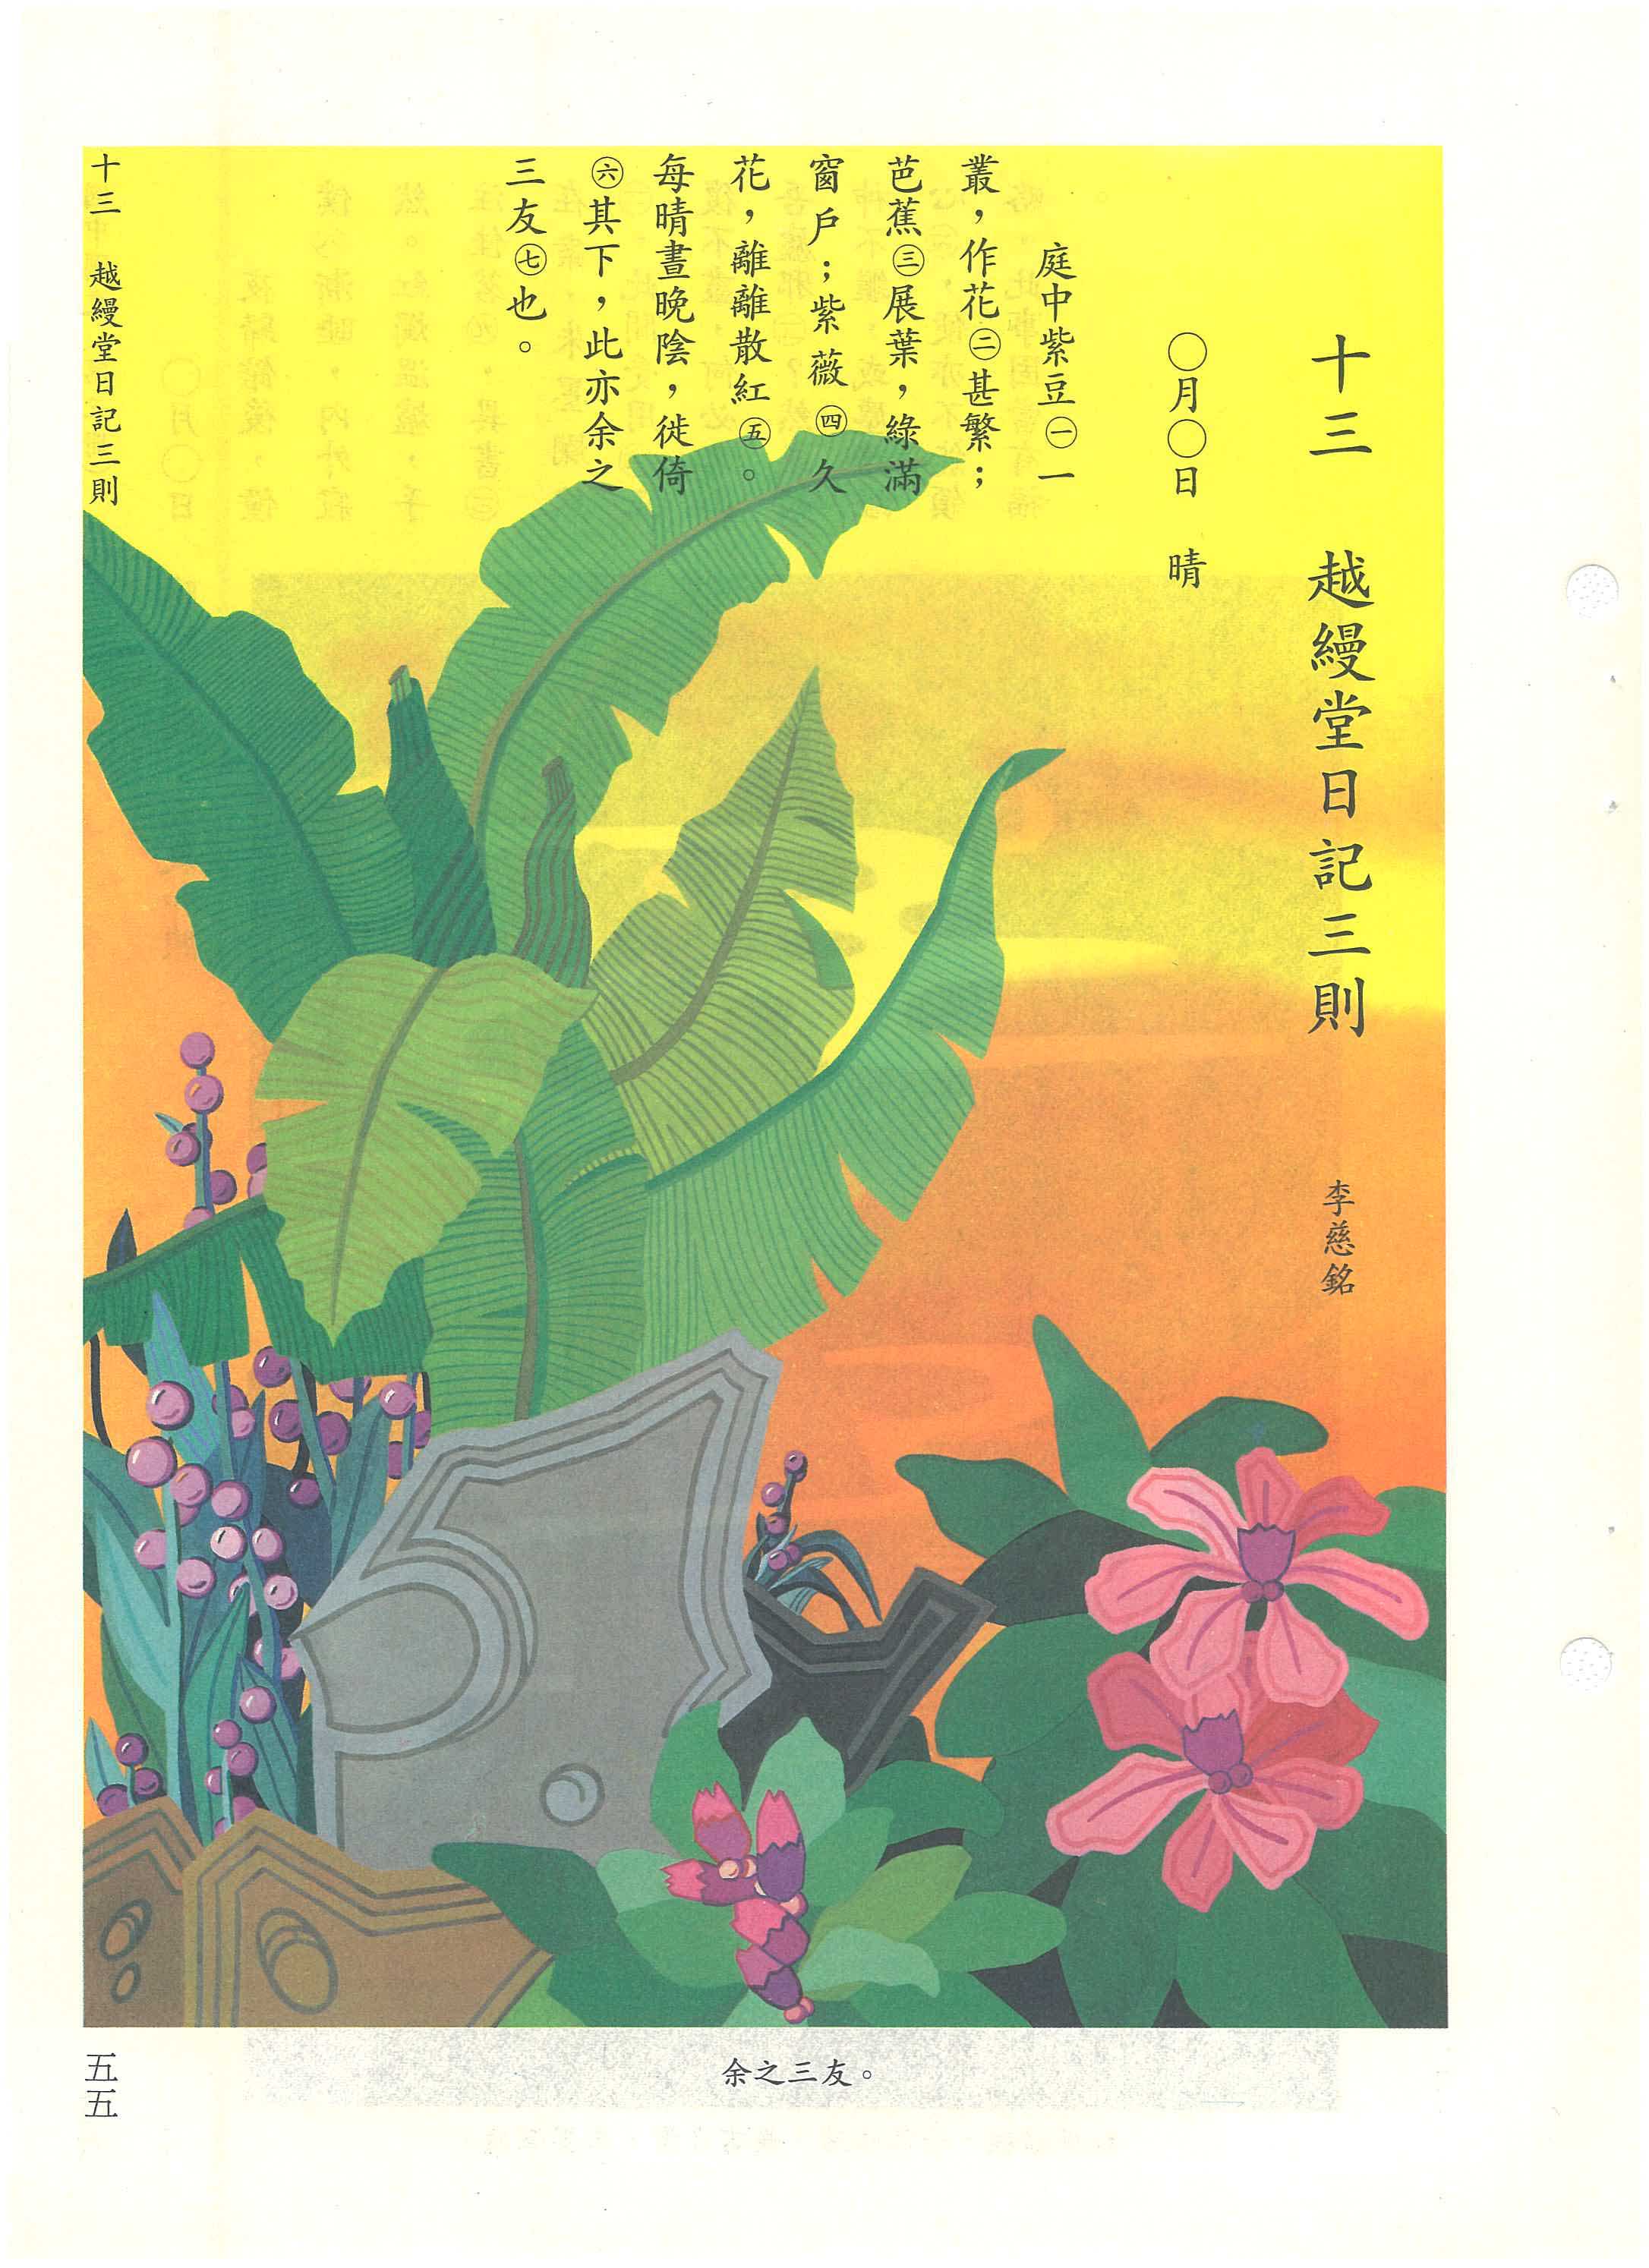 十三　越縵堂日記三則
李慈銘
○月○日　晴
庭中紫豆㊀一
叢，作花㊁甚繁；
芭蕉㊂展葉，綠滿
窗戶；紫薇㊃久
花，離離散紅㊄。
每晴晝晚陰，徙倚
㊅其下，此亦余之
三友㊆也。
余之三友。
十三　越縵堂日記三則
五五